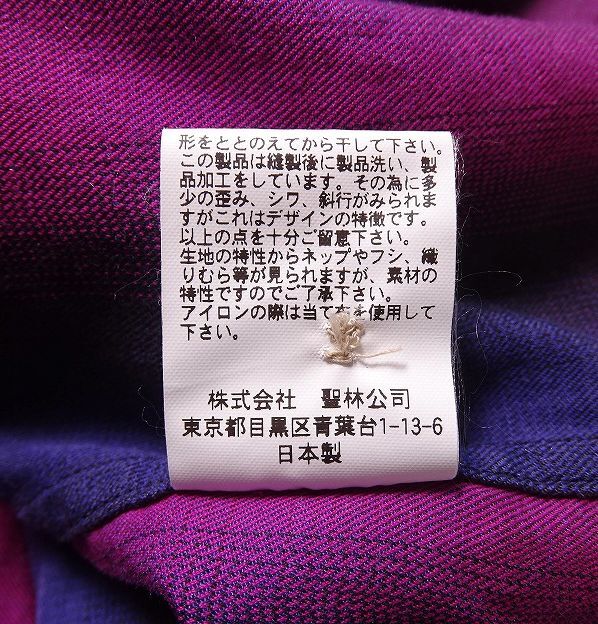 形をととのえてから干して下さい。
この製品は縫製後に製品洗い、製
品加工をしています。その為に多
少の歪み、シワ、斜行がみられま
すがこれはデザインの特徴です。
以上の点を十分ご留意下さい。
生地の特性からネップやフシ、織
りむら等が見られますが、素材の
特性ですのでご了承下さい。
アイロンの際は当て布を使用して
下さい。
株式会社　聖林公司
東京都目黒区青葉台1-13-6
日本製